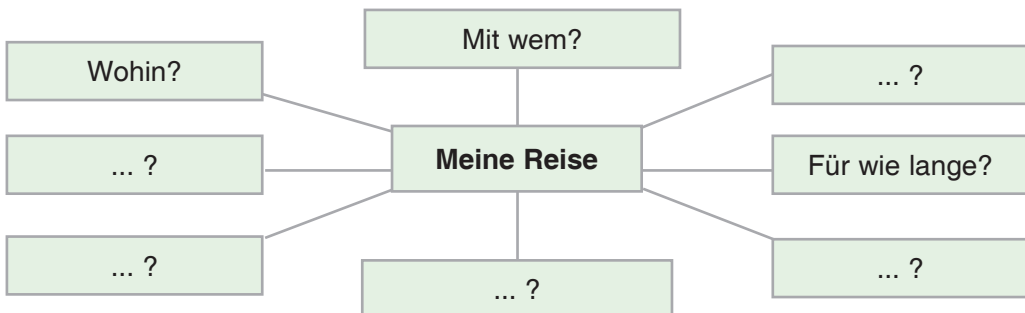 Mit wem?
Wohin?
... ?
... ?
Meine Reise
Für wie lange?
... ?
... ?
... ?